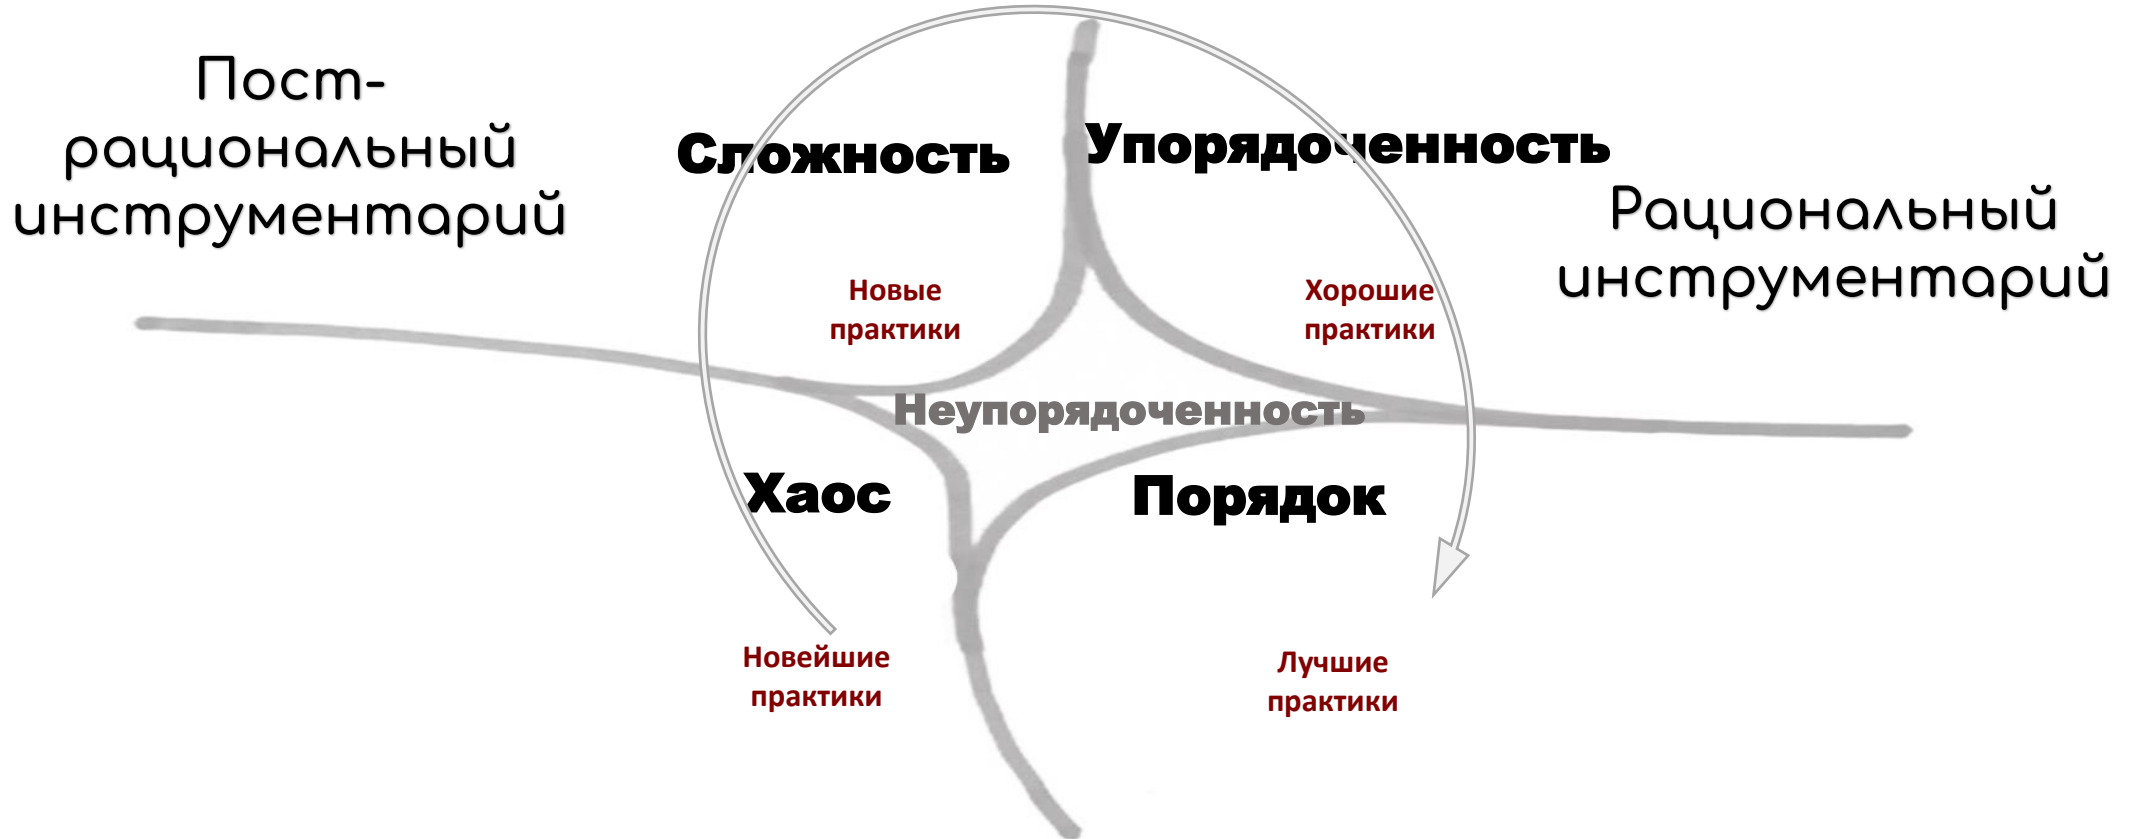 Пост-
рациональный
инструментарий
Сложность
Упорядоченность
Рациональный
инструментарий
Новые
практики
Хорошие
практики
Неупорядоченность
Хаос
Порядок
Новейшие
практики
Лучшие
практики